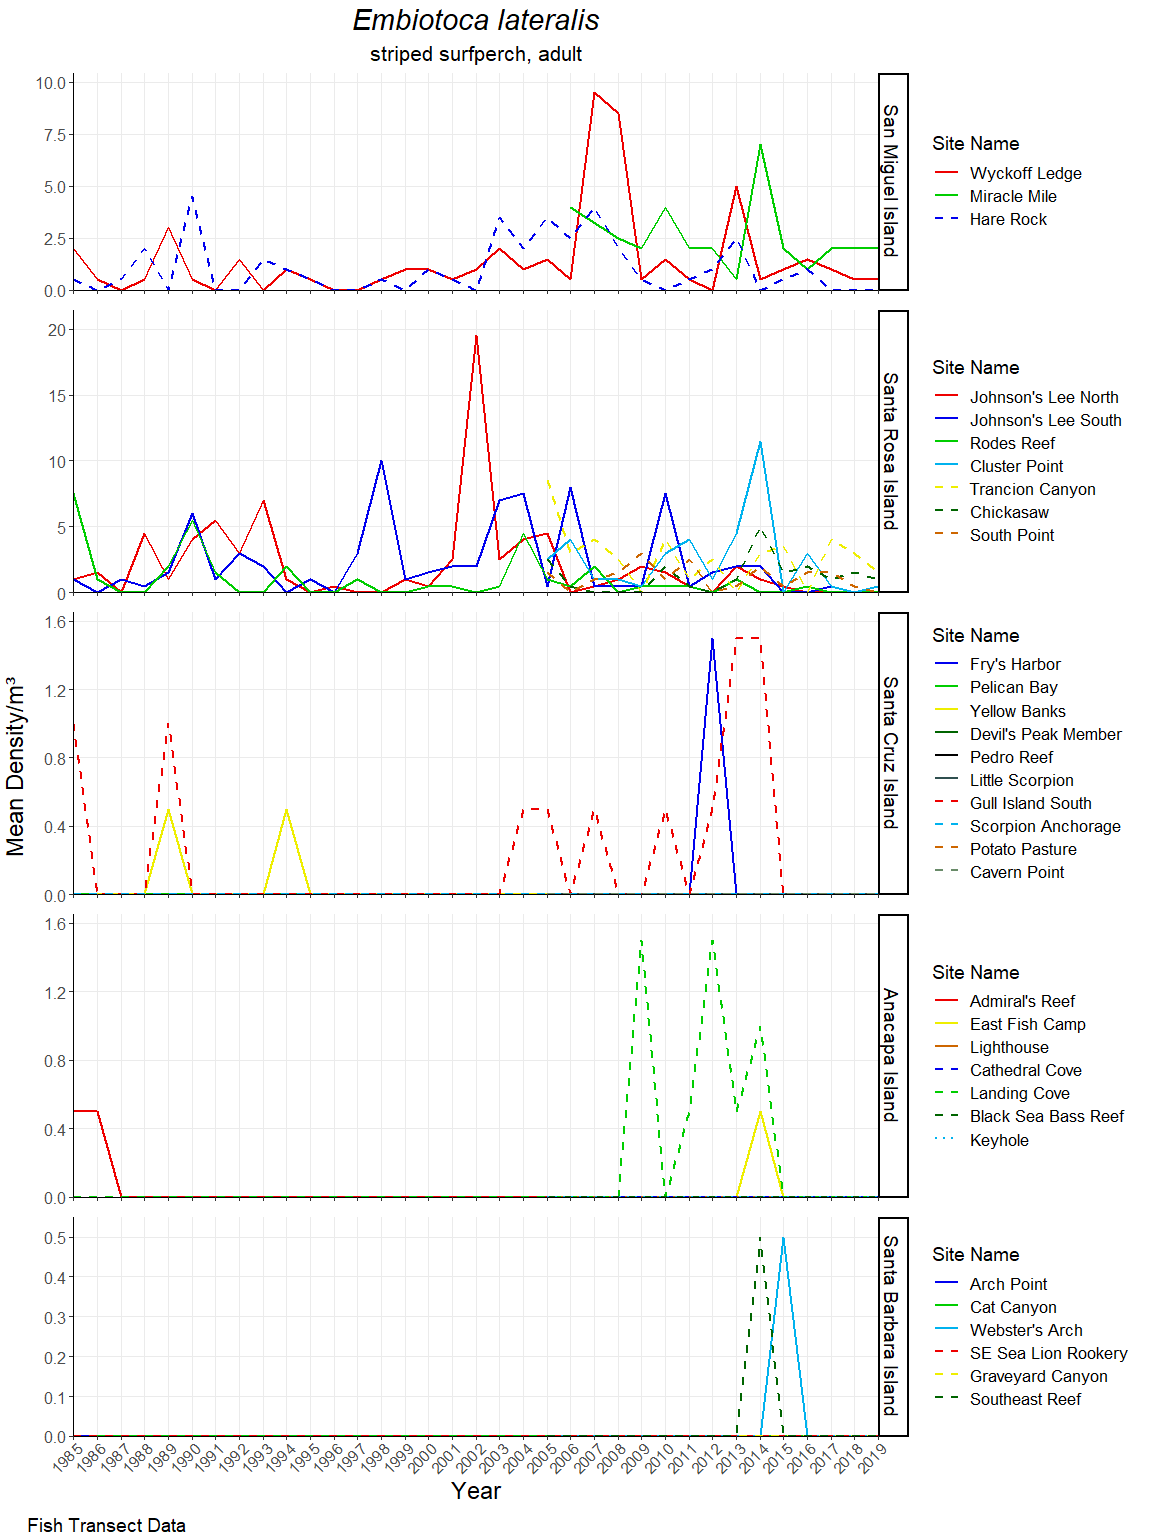 Embiotoca lateralis
striped surfperch, adult
Mean Density/m³
10.0
7.5
5.0
2.5
0.0
San Miguel Island
Site Name
Wyckoff Ledge
Miracle Mile
Hare Rock
20
15
10
5
0
Santa Rosa Island
Site Name
Johnson's Lee North
Johnson's Lee South
Rodes Reef
Cluster Point
Trancion Canyon
Chickasaw
South Point
1.6
1.2
0.8
0.4
0.0
Santa Cruz Island
Site Name
Fry's Harbor
Pelican Bay
Yellow Banks
Devil's Peak Member
Pedro Reef
Little Scorpion
Gull Island South
Scorpion Anchorage
Potato Pasture
Cavern Point
1.6
1.2
0.8
0.4
0.0
Anacapa Island
Site Name
Admiral's Reef
East Fish Camp
Lighthouse
Cathedral Cove
Landing Cove
Black Sea Bass Reef
Keyhole
0.5
0.4
0.3
0.2
0.1
0.0
Santa Barbara Island
Site Name
Arch Point
Cat Canyon
Webster's Arch
SE Sea Lion Rookery
Graveyard Canyon
Southeast Reef
1985 1986 1987 1988 1989 1990 1991 1992 1993 1994 1995 1996 1997 1998 1999 2000 2001 2002 2003 2004 2005 2006 2007 2008 2009 2010 2011 2012 2013 2014 2015 2016 2017 2018 2019
Year
Fish Transect Data